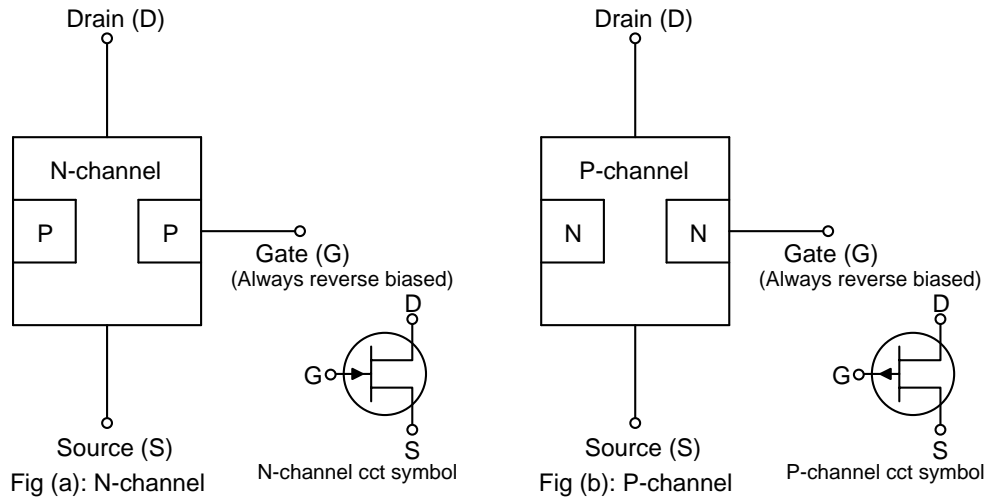 Drain (D)
N-channel
P
P
Gate (G)
(Always reverse biased)
D
G
S
Source (S)
N-channel cct symbol
Fig (a): N-channel
Drain (D)
P-channel
N
N
Gate (G)
(Always reverse biased)
D
G
S
Source (S)
P-channel cct symbol
Fig (b): P-channel